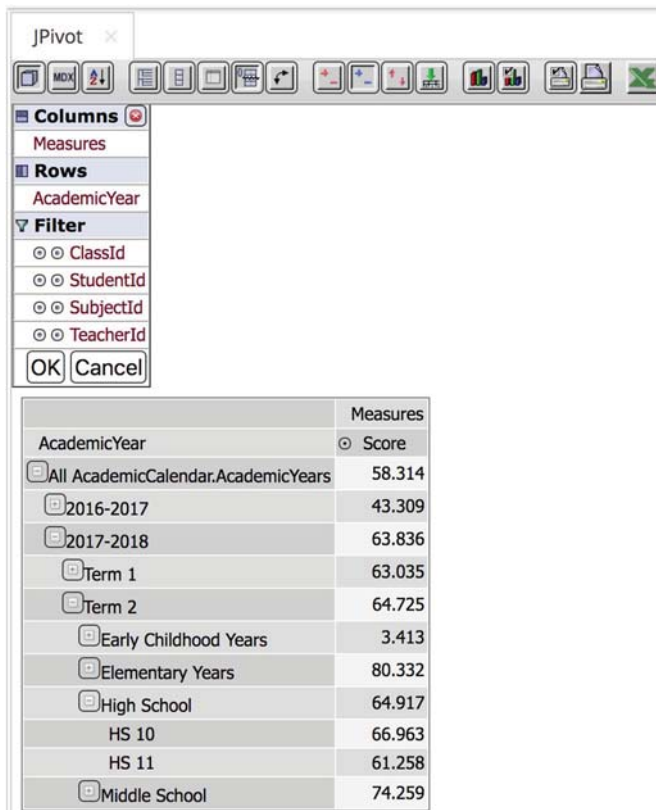 JPivot ×
MDX A Z
Columns
Measures
Rows
AcademicYear
Filter
ClassId
StudentId
SubjectId
TeacherId
OK Cancel
Measures
AcademicYear Score
All AcademicCalendar.AcademicYears 58.314
2016-2017 43.309
2017-2018 63.836
Term 1 63.035
Term 2 64.725
Early Childhood Years 3.413
Elementary Years 80.332
High School 64.917
HS 10 66.963
HS 11 61.258
Middle School 74.259